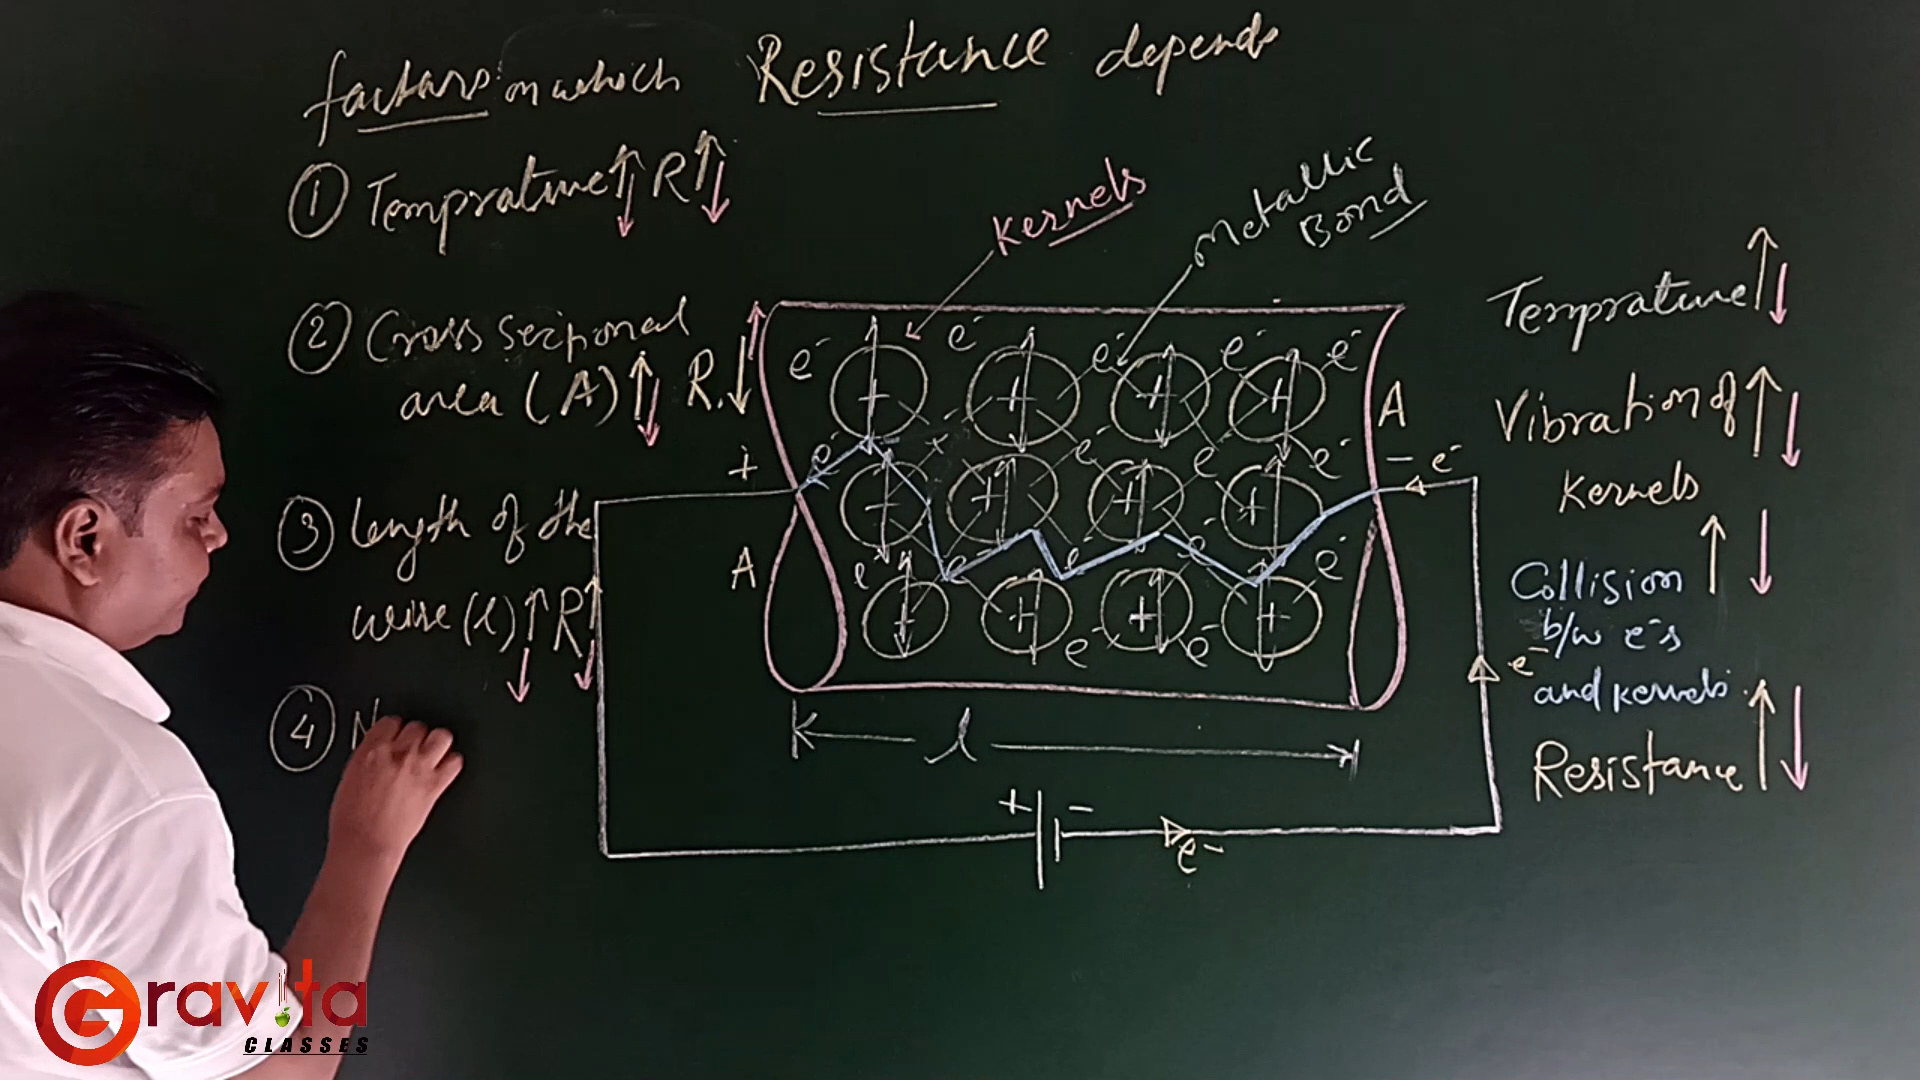 factors on which Resistance depends
① Temprature ↑↓ R ↑↓
② Cross sectional
area (A) ↑↓ R ↓↑
③ length of the
wire (l) ↑↓ R ↑↓
④ N
Kernels
Metallic
Bond
e⁻ e⁻ e⁻ e⁻ e⁻
+ + + +
A A
+ e⁻ e⁻ e⁻ e⁻ − e⁻
+ + + +
e⁻ e⁻ e⁻ e⁻ e⁻
+ + + +
e⁻ e⁻
l
+ −
e⁻
e⁻
Temprature ↑↓
Vibration of ↑↓
Kernels
Collision ↑↓
b/w e⁻s
and kernels
Resistance ↑↓
Gravita
CLASSES